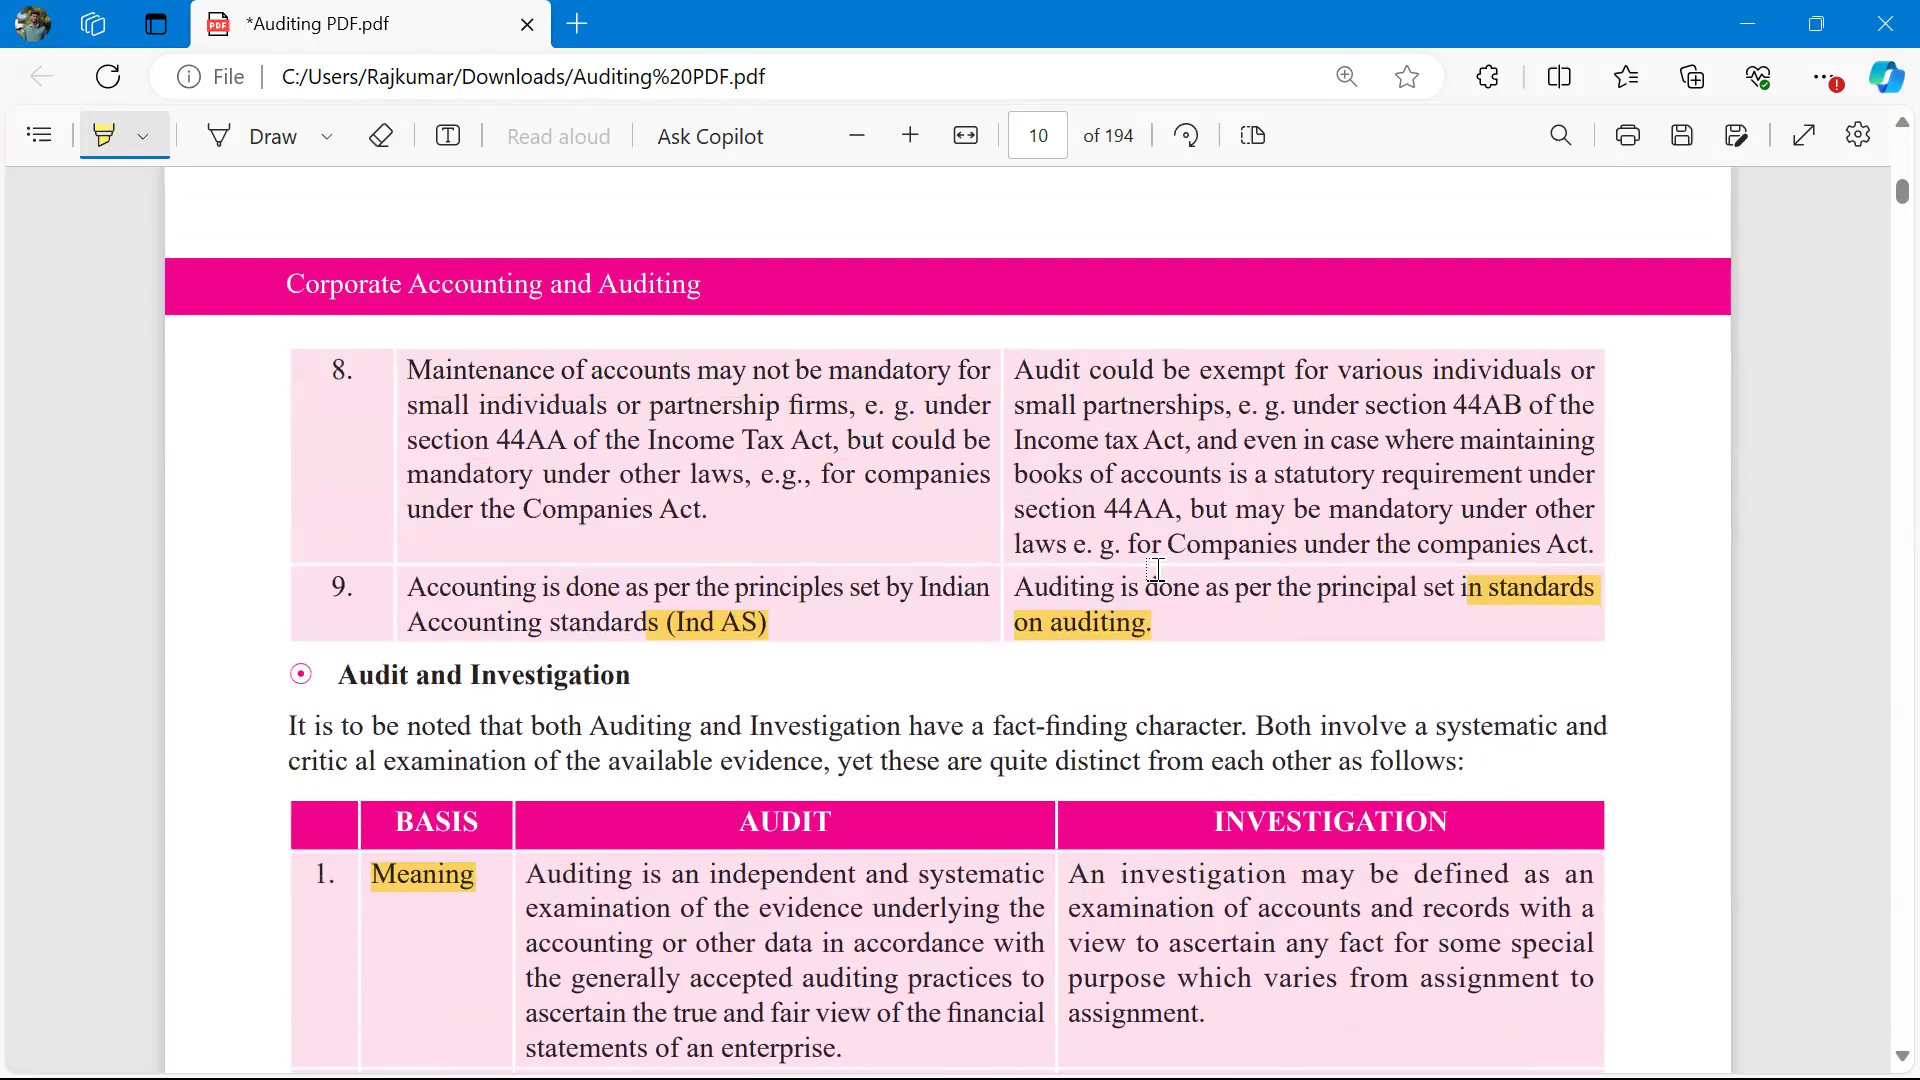 *Auditing PDF.pdf
File
C:/Users/Rajkumar/Downloads/Auditing%20PDF.pdf
Draw
Read aloud
Ask Copilot
10
of 194
Corporate Accounting and Auditing
8.
Maintenance of accounts may not be mandatory for
small individuals or partnership firms, e. g. under
section 44AA of the Income Tax Act, but could be
mandatory under other laws, e.g., for companies
under the Companies Act.
Audit could be exempt for various individuals or
small partnerships, e. g. under section 44AB of the
Income tax Act, and even in case where maintaining
books of accounts is a statutory requirement under
section 44AA, but may be mandatory under other
laws e. g. for Companies under the companies Act.
9.
Accounting is done as per the principles set by Indian
Accounting standards (Ind AS)
Auditing is done as per the principal set in standards
on auditing.
Audit and Investigation
It is to be noted that both Auditing and Investigation have a fact-finding character. Both involve a systematic and
critic al examination of the available evidence, yet these are quite distinct from each other as follows:
BASIS
AUDIT
INVESTIGATION
1.
Meaning
Auditing is an independent and systematic
examination of the evidence underlying the
accounting or other data in accordance with
the generally accepted auditing practices to
ascertain the true and fair view of the financial
statements of an enterprise.
An investigation may be defined as an
examination of accounts and records with a
view to ascertain any fact for some special
purpose which varies from assignment to
assignment.